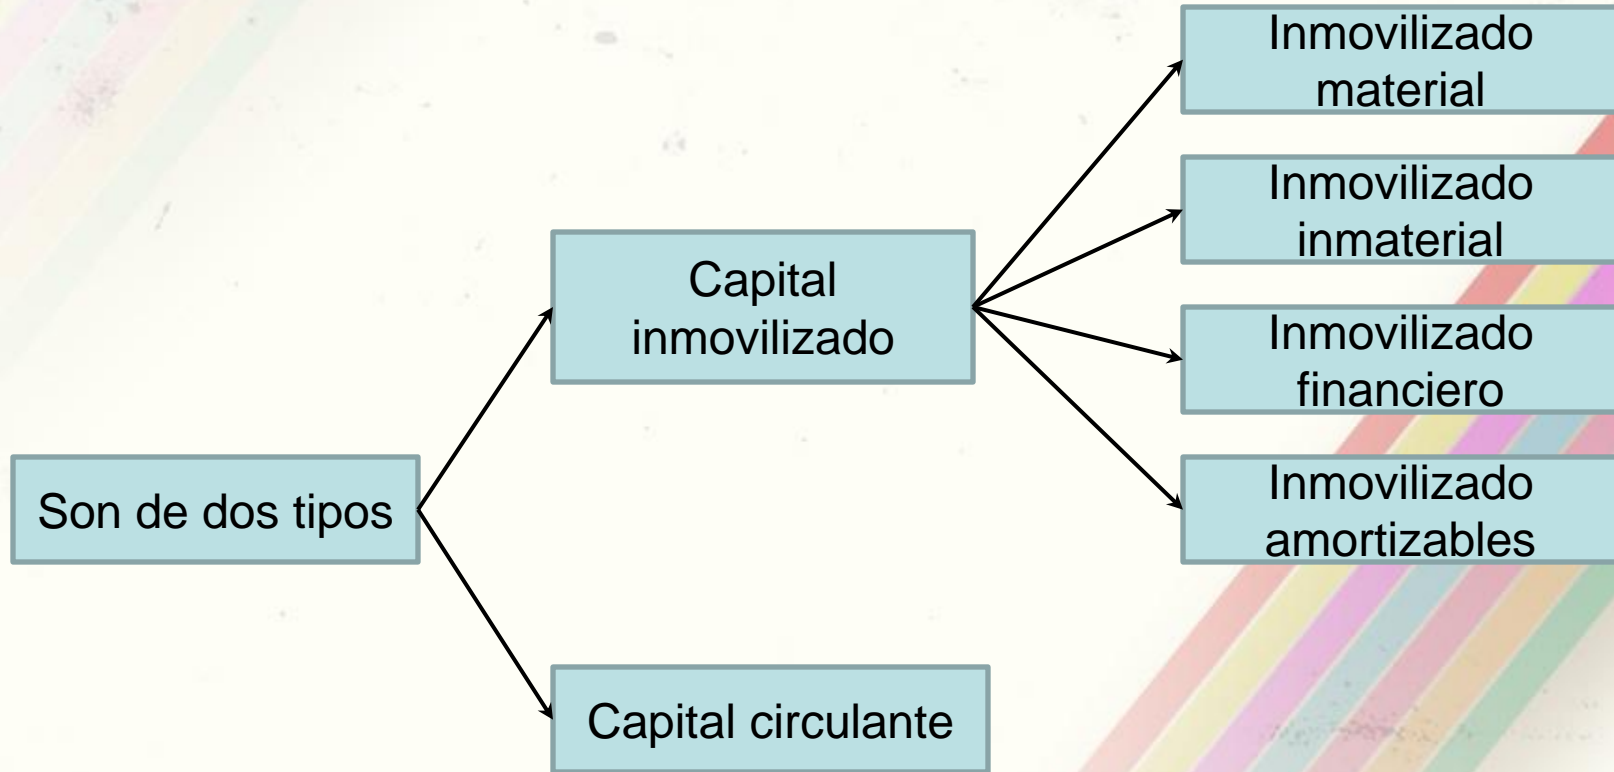 Inmovilizado
material
Inmovilizado
inmaterial
Capital
inmovilizado
Inmovilizado
financiero
Inmovilizado
amortizables
Son de dos tipos
Capital circulante